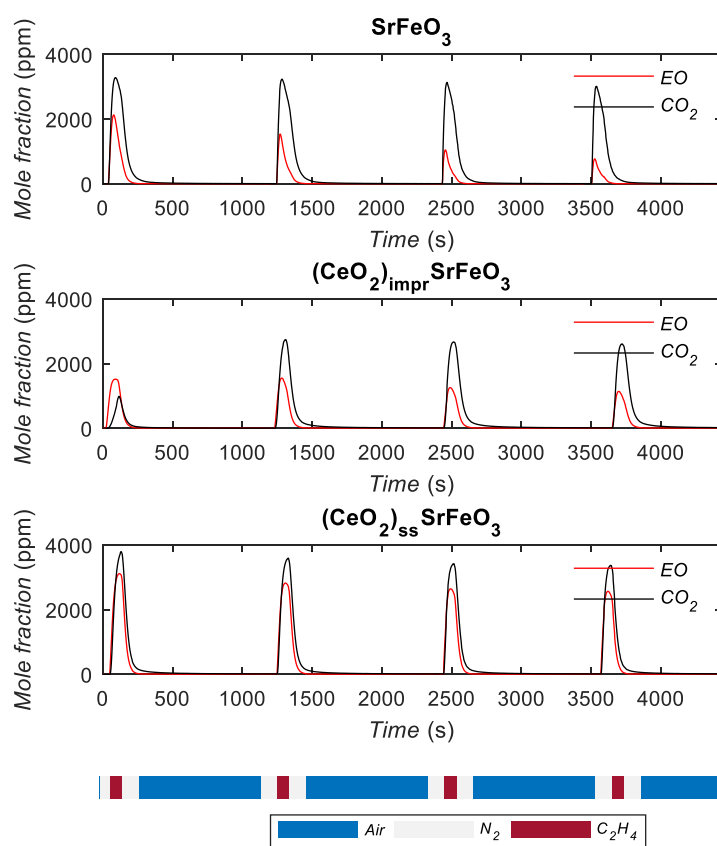 SrFeO3
Mole fraction (ppm)
4000
2000
0
EO
CO2
0 500 1000 1500 2000 2500 3000 3500 4000
Time (s)
(CeO2)imprSrFeO3
Mole fraction (ppm)
4000
2000
0
EO
CO2
0 500 1000 1500 2000 2500 3000 3500 4000
Time (s)
(CeO2)ssSrFeO3
Mole fraction (ppm)
4000
2000
0
EO
CO2
0 500 1000 1500 2000 2500 3000 3500 4000
Time (s)
Air N2 C2H4